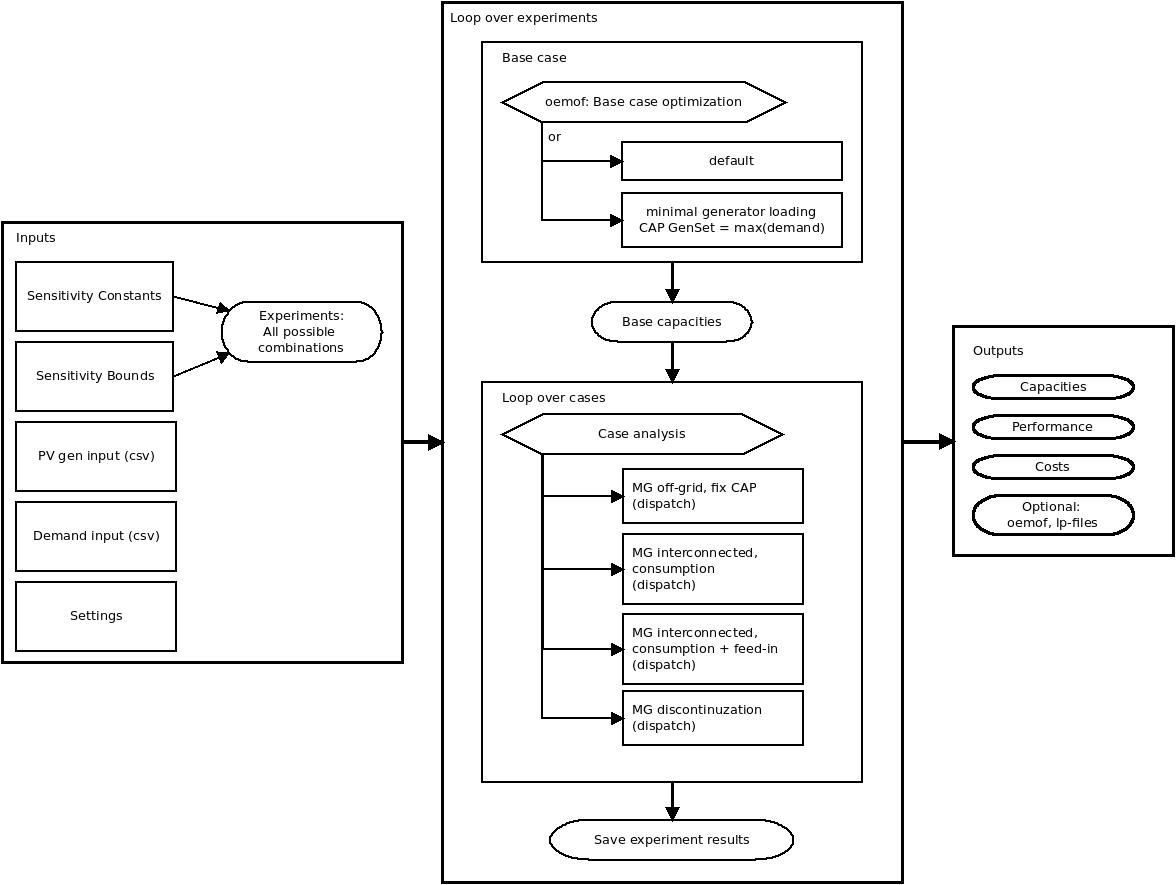 Inputs
Sensitivity Constants
Sensitivity Bounds
PV gen input (csv)
Demand input (csv)
Settings
Experiments:
All possible
combinations
Loop over experiments
Base case
oemof: Base case optimization
or
default
minimal generator loading
CAP GenSet = max(demand)
Base capacities
Loop over cases
Case analysis
MG off-grid, fix CAP
(dispatch)
MG interconnected,
consumption
(dispatch)
MG interconnected,
consumption + feed-in
(dispatch)
MG discontinuzation
(dispatch)
Save experiment results
Outputs
Capacities
Performance
Costs
Optional:
oemof, lp-files